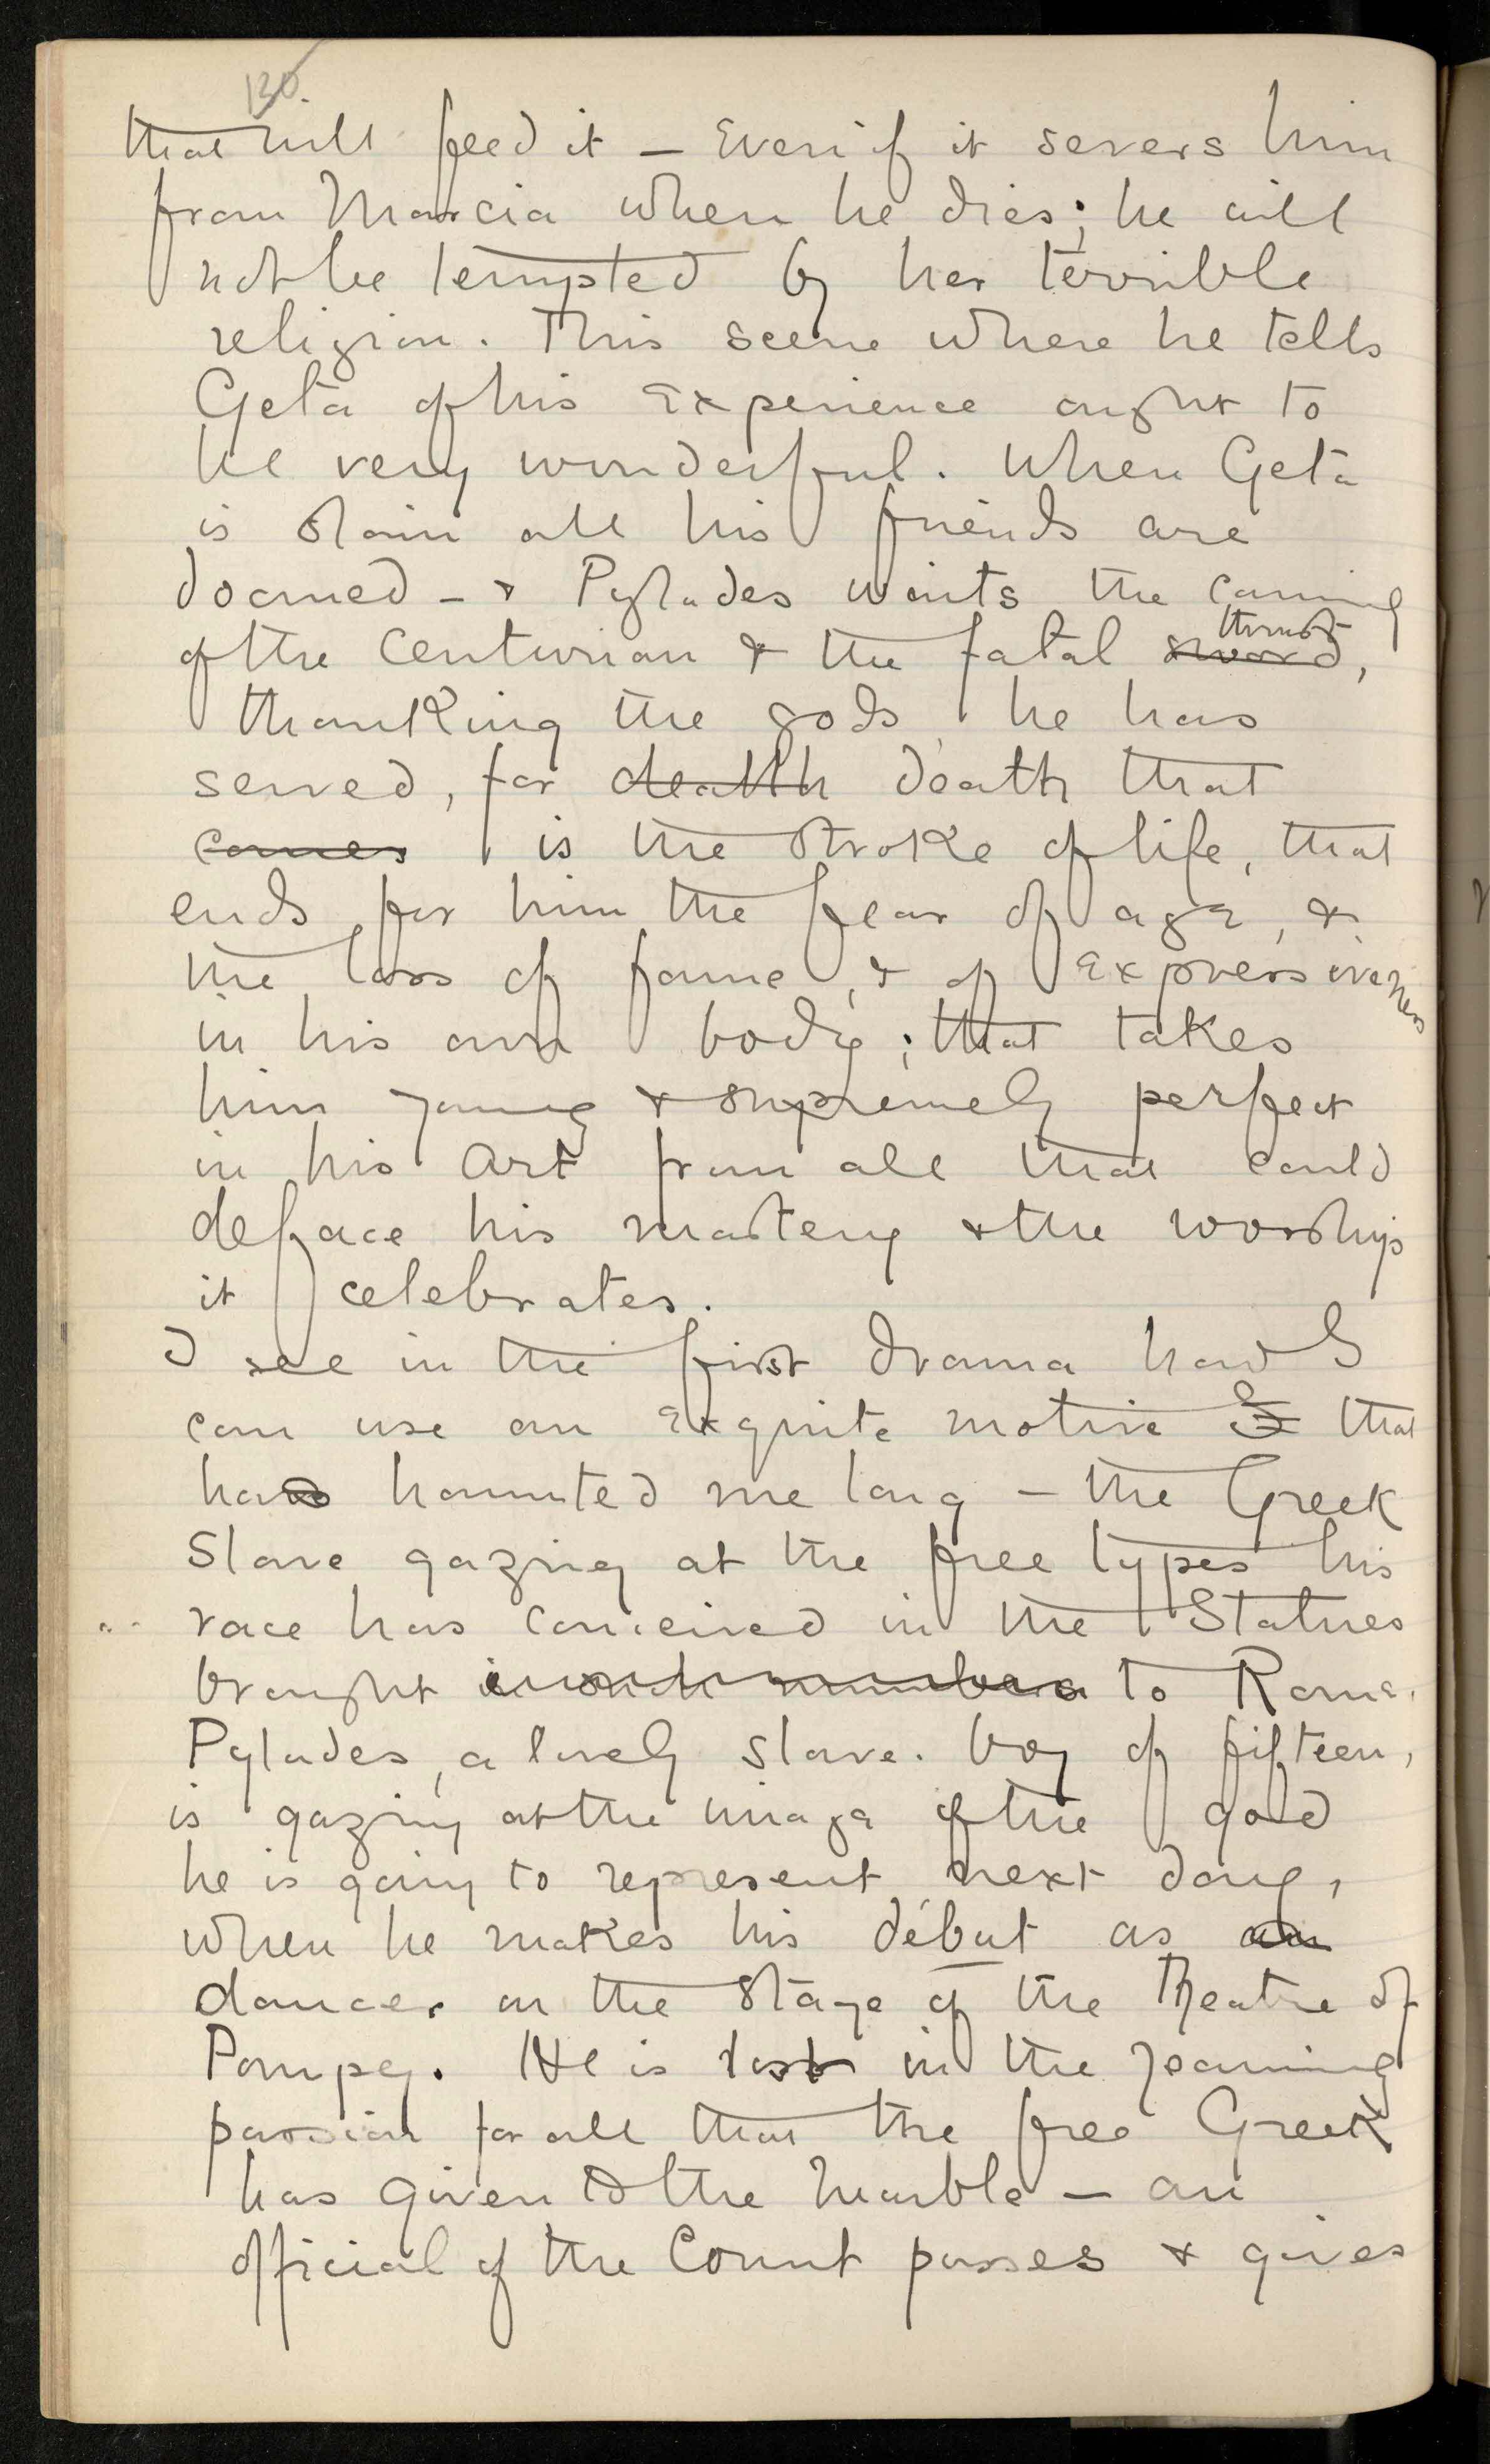 130.
that will feed it – Even if it severs him
from Marcia when he dies; he will
not be tempted by her terrible
religion. This scene where he tells
Geta of his experience ought to
be very wonderful. When Geta
is slain all his friends are
doomed – & Pylades waits the coming
of the Centurion & the fatal ~~sword~~ thrust,
thanking the gods, he has
served, for ~~death~~ death that
~~comes~~ is the stroke of life, that
ends for him the fear of age, &
the loss of fame, & of expressiveness
in his own body; that takes
him young & supremely perfect
in his Art from all that could
deface his mastery & the worship
it celebrates.
I see in the first drama how I
can use an exquite motive that
has haunted me long – the Greek
Slave gazing at the free types his
race has conceived in the Statues
brought ~~in such numbers~~ to Rome.
Pylades, a lovely slave-boy of fifteen,
is gazing at the image of the god
he is going to represent next day,
when he makes his début as ~~an~~
dancer on the Stage of the Theatre of
Pompey. He is lost in the yearning
passion for all that the free Greek
has given to the marble – an
official of the Court passes & gives